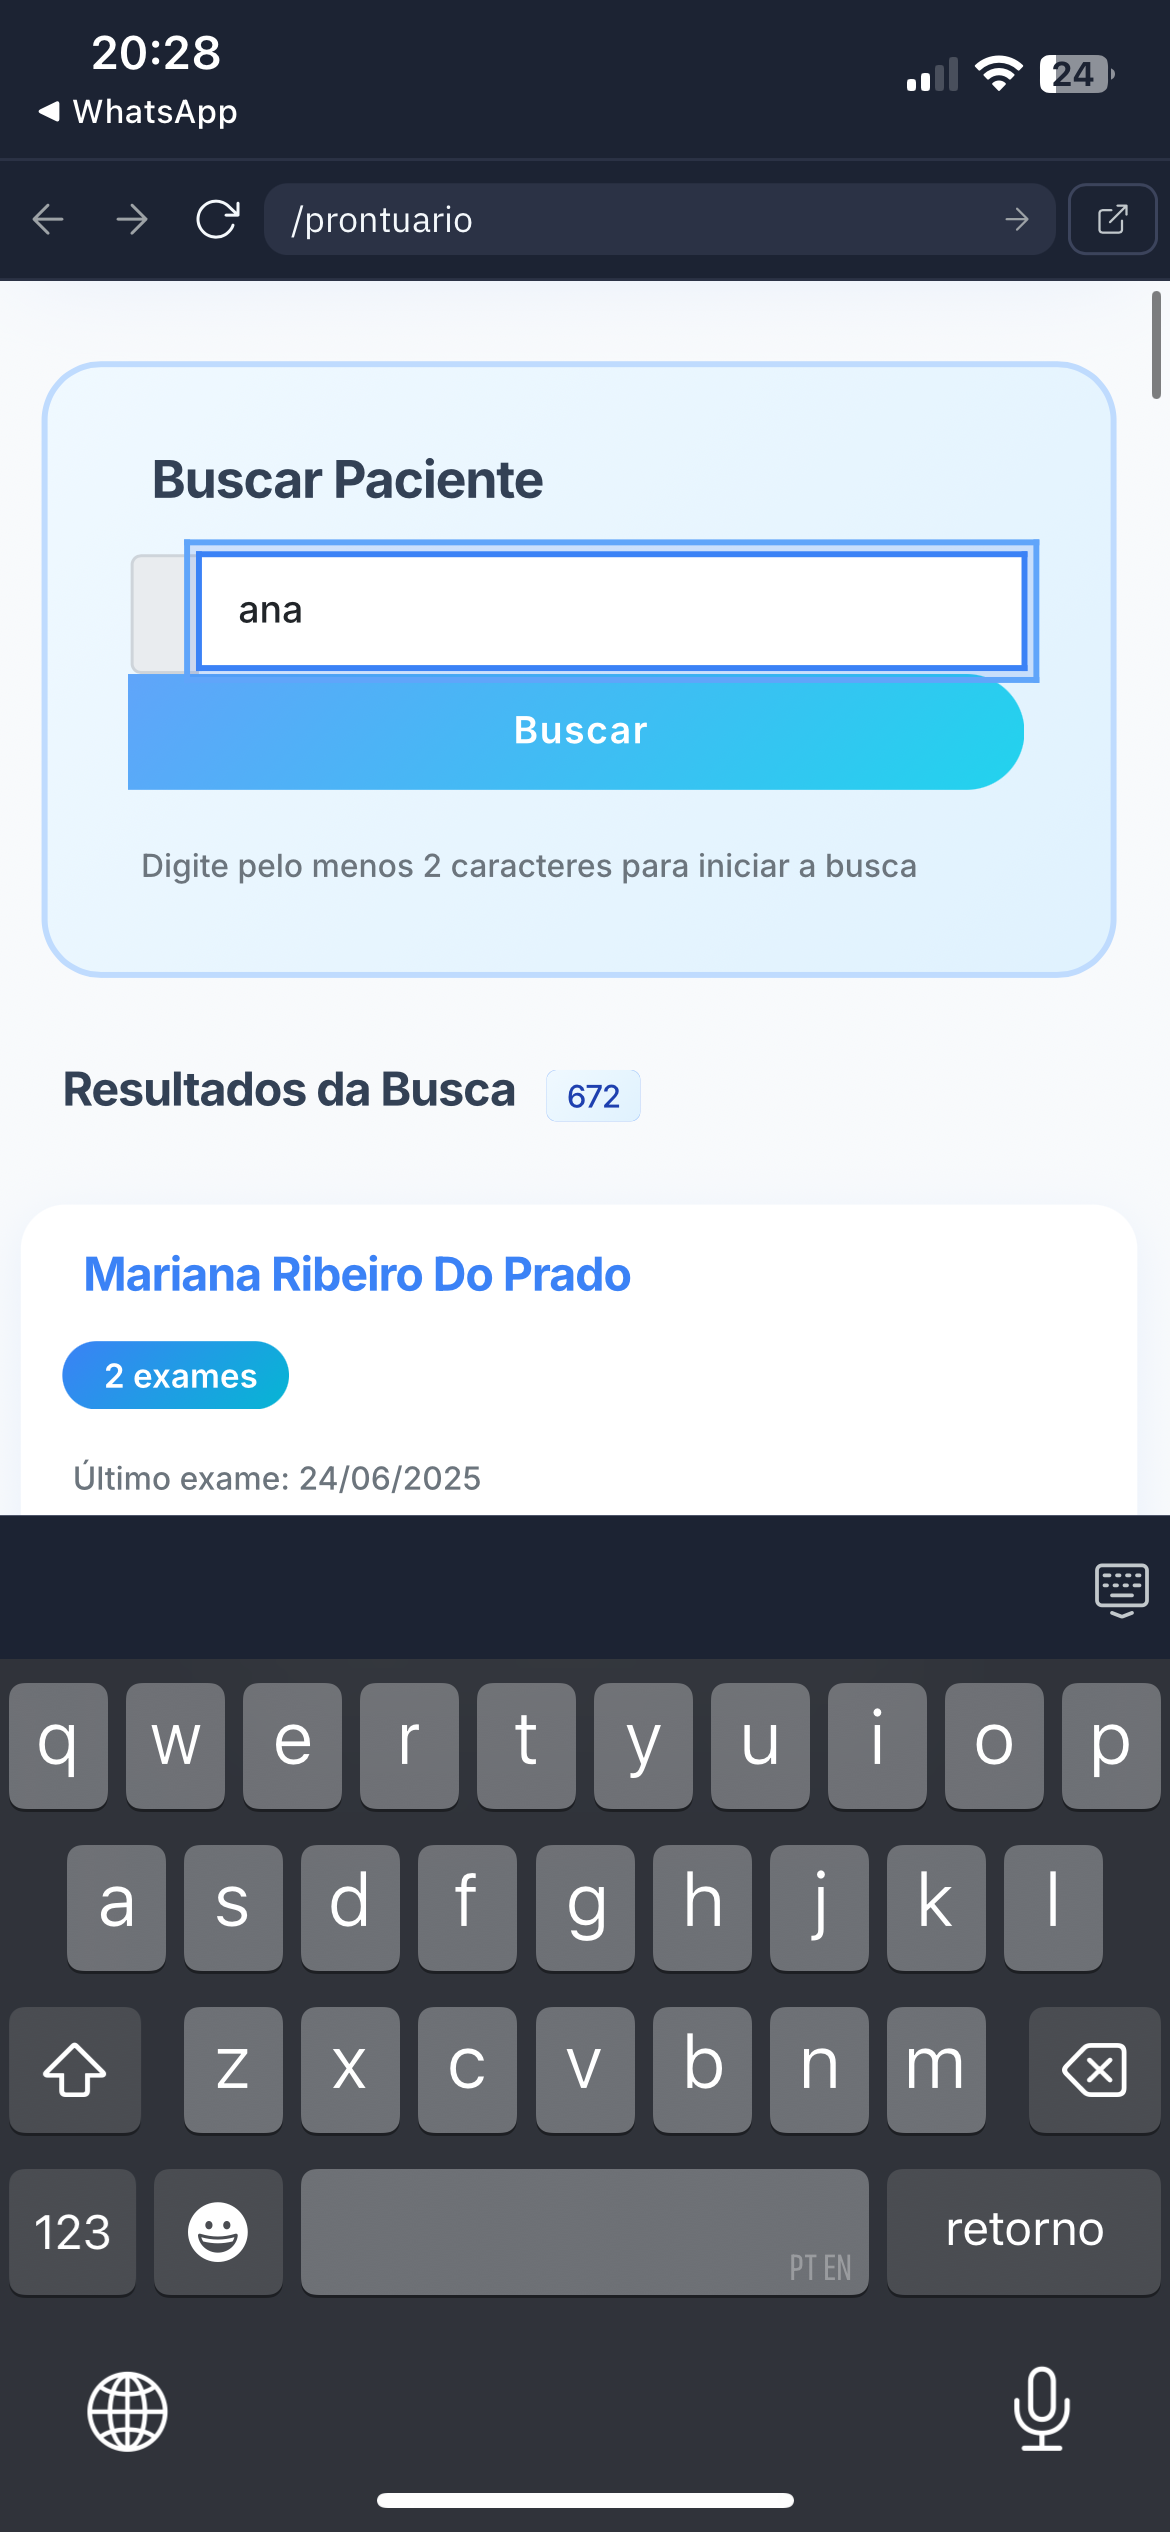 20:28
24
WhatsApp
/prontuario
Buscar Paciente
ana
Buscar
Digite pelo menos 2 caracteres para iniciar a busca
Resultados da Busca 672
Mariana Ribeiro Do Prado
2 exames
Último exame: 24/06/2025
q w e r t y u i o p
a s d f g h j k l
z x c v b n m
123
PT EN
retorno